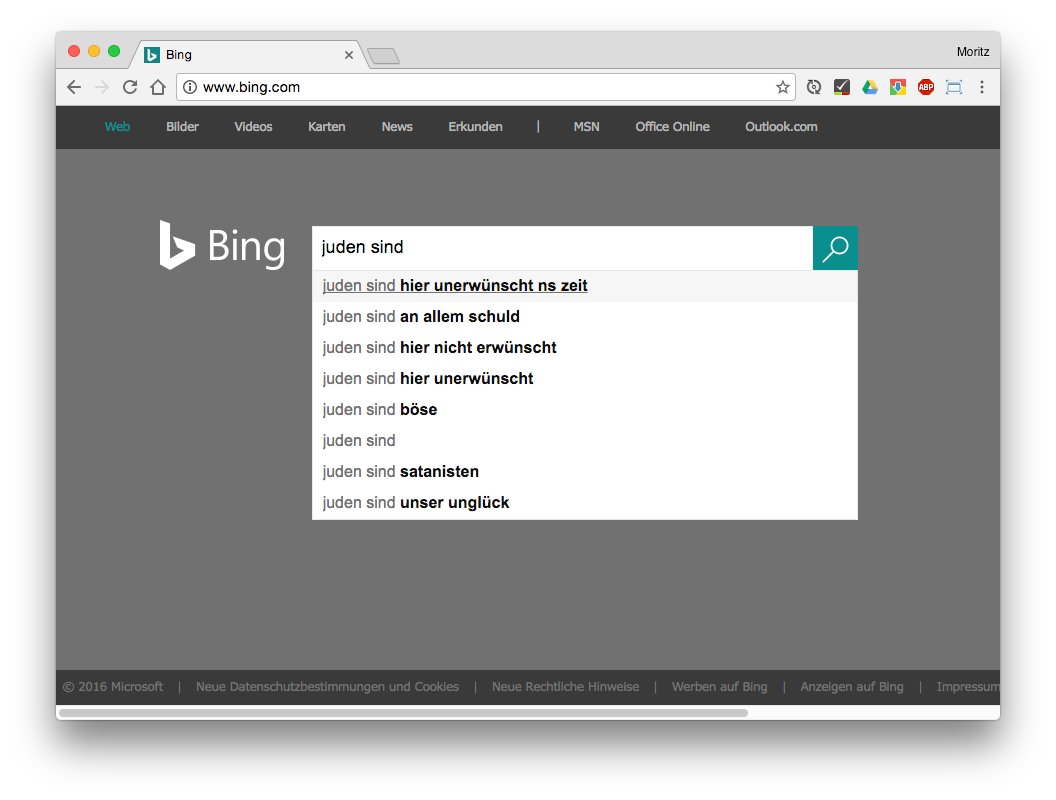 Bing
Moritz
www.bing.com
ABP
Web Bilder Videos Karten News Erkunden | MSN Office Online Outlook.com
Bing
juden sind
juden sind hier unerwünscht ns zeit
juden sind an allem schuld
juden sind hier nicht erwünscht
juden sind hier unerwünscht
juden sind böse
juden sind
juden sind satanisten
juden sind unser unglück
© 2016 Microsoft | Neue Datenschutzbestimmungen und Cookies | Neue Rechtliche Hinweise | Werben auf Bing | Anzeigen auf Bing | Impressum